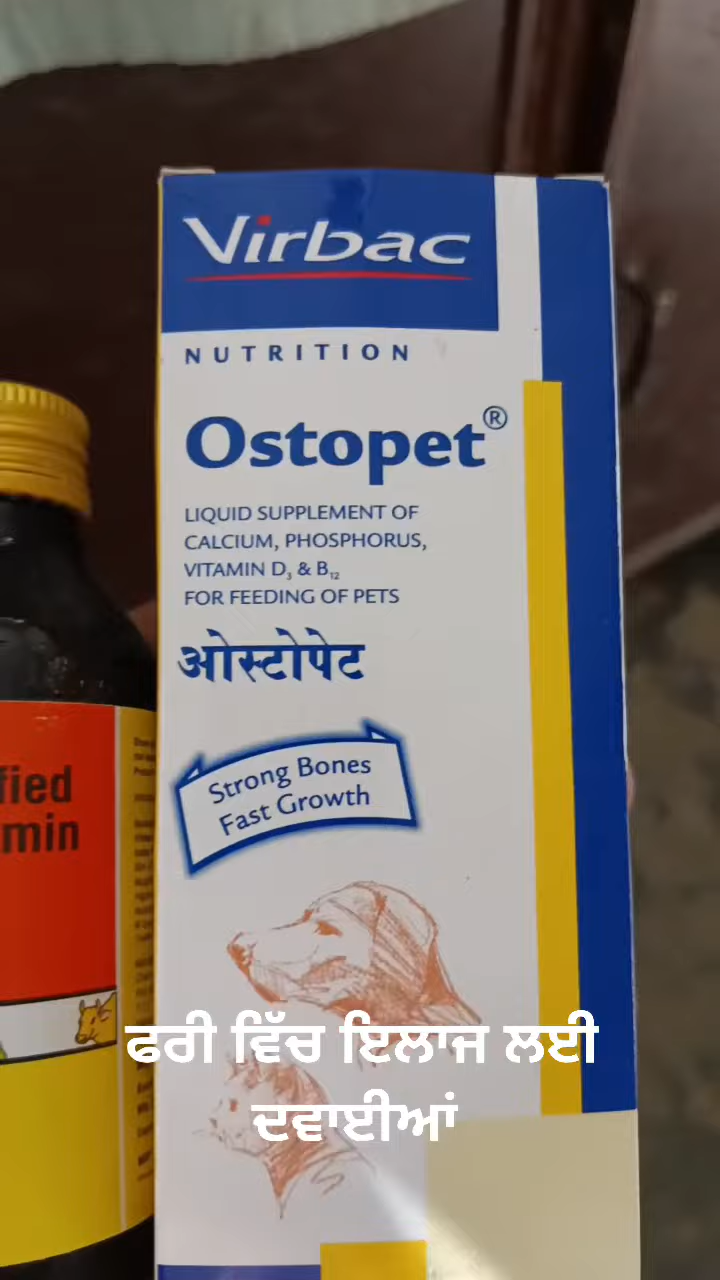 Virbac
NUTRITION
Ostopet®
LIQUID SUPPLEMENT OF
CALCIUM, PHOSPHORUS,
VITAMIN D₃ & B₁₂
FOR FEEDING OF PETS
ओस्टोपेट
Strong Bones
Fast Growth
fied
min
ਫਰੀ ਵਿੱਚ ਇਲਾਜ ਲਈ
ਦਵਾਈਆਂ